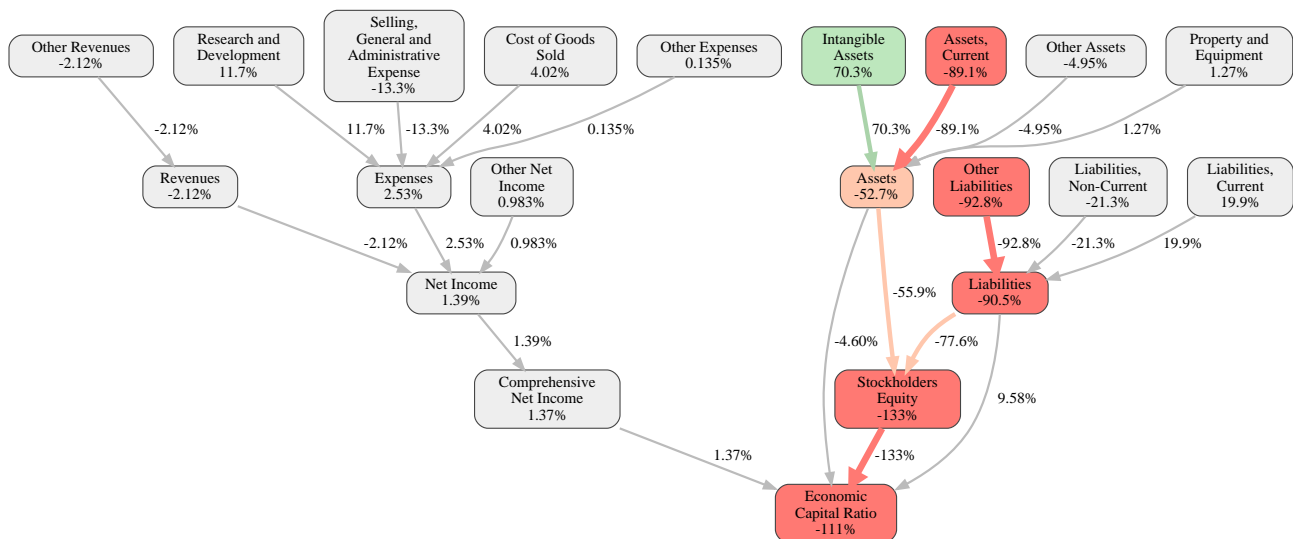 Other Revenues
-2.12%
Research and
Development
11.7%
Selling,
General and
Administrative
Expense
-13.3%
Cost of Goods
Sold
4.02%
Other Expenses
0.135%
Intangible
Assets
70.3%
Assets,
Current
-89.1%
Other Assets
-4.95%
Property and
Equipment
1.27%
-2.12%
11.7%
-13.3%
4.02%
0.135%
70.3%
-89.1%
-4.95%
1.27%
Revenues
-2.12%
Expenses
2.53%
Other Net
Income
0.983%
Assets
-52.7%
Other
Liabilities
-92.8%
Liabilities,
Non-Current
-21.3%
Liabilities,
Current
19.9%
-2.12%
2.53%
0.983%
-92.8%
-21.3%
19.9%
Net Income
1.39%
-55.9%
Liabilities
-90.5%
1.39%
-4.60%
-77.6%
Comprehensive
Net Income
1.37%
Stockholders
Equity
-133%
9.58%
1.37%
-133%
Economic
Capital Ratio
-111%